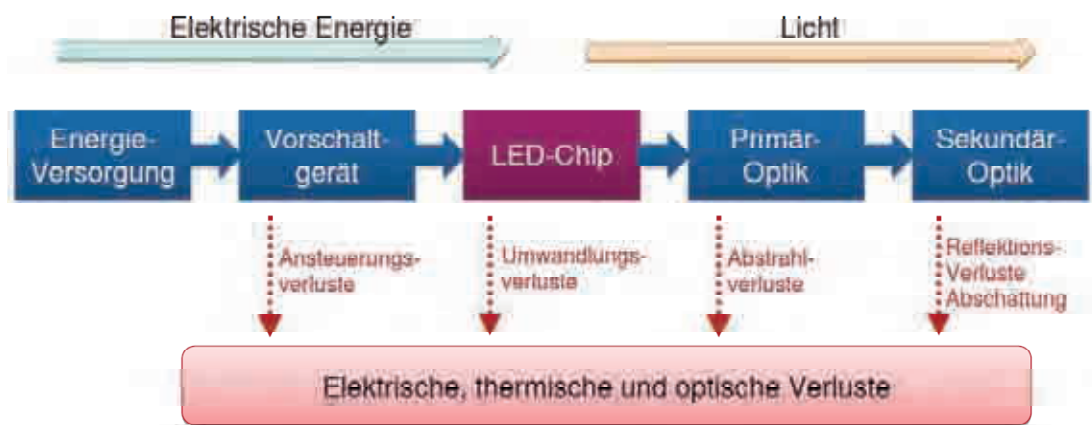 Elektrische Energie
Licht
Energie-
Versorgung
Vorschalt-
gerät
LED-Chip
Primär-
Optik
Sekundär-
Optik
Ansteuerungs-
verluste
Umwandlungs-
verluste
Abstrahl-
verluste
Reflektions-
Verluste
Abschattung
Elektrische, thermische und optische Verluste